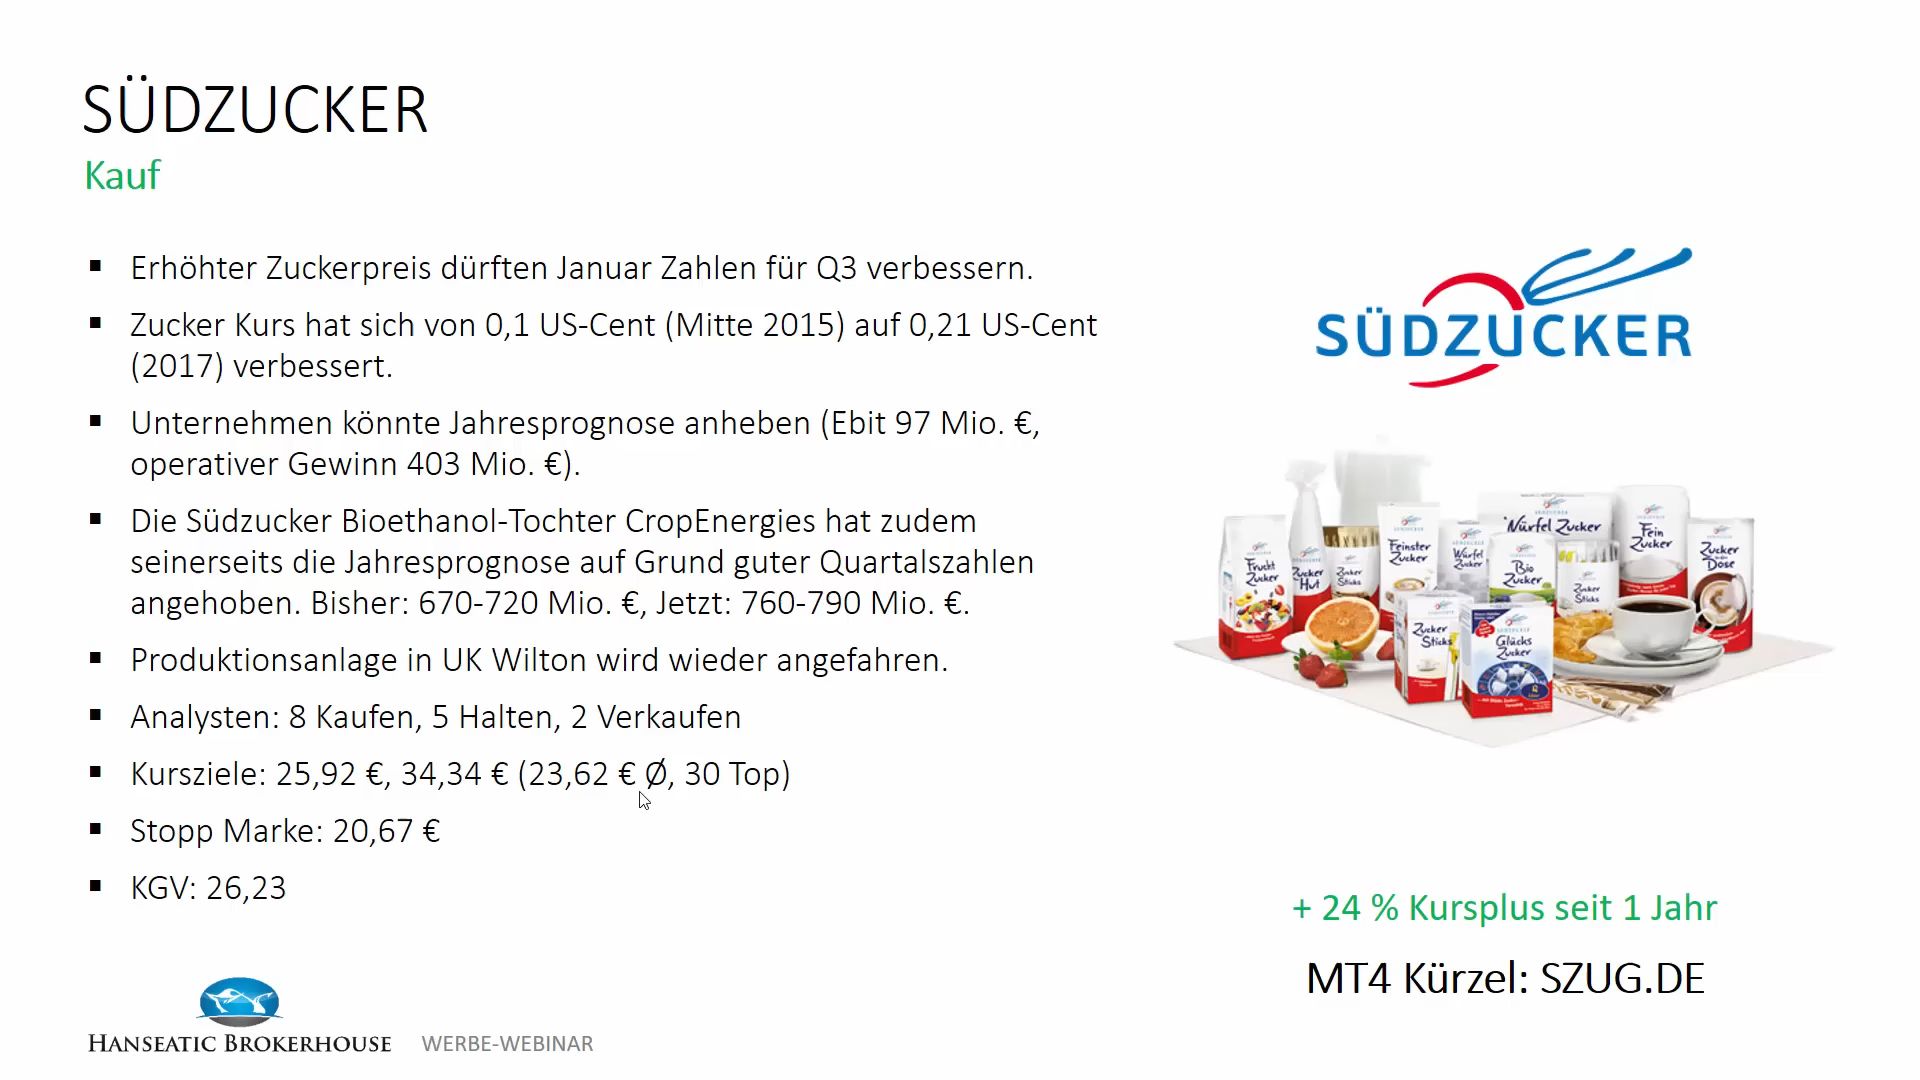 SÜDZUCKER
Kauf
▪ Erhöhter Zuckerpreis dürften Januar Zahlen für Q3 verbessern.
▪ Zucker Kurs hat sich von 0,1 US-Cent (Mitte 2015) auf 0,21 US-Cent
(2017) verbessert.
▪ Unternehmen könnte Jahresprognose anheben (Ebit 97 Mio. €,
operativer Gewinn 403 Mio. €).
▪ Die Südzucker Bioethanol-Tochter CropEnergies hat zudem
seinerseits die Jahresprognose auf Grund guter Quartalszahlen
angehoben. Bisher: 670-720 Mio. €, Jetzt: 760-790 Mio. €.
▪ Produktionsanlage in UK Wilton wird wieder angefahren.
▪ Analysten: 8 Kaufen, 5 Halten, 2 Verkaufen
▪ Kursziele: 25,92 €, 34,34 € (23,62 € Ø, 30 Top)
▪ Stopp Marke: 20,67 €
▪ KGV: 26,23
SÜDZUCKER
Würfel Zucker
Fein
Zucker
Feinster
Zucker
Würfel
Zucker
Zucker
Dose
Frucht
Zucker
Zucker
Hut
Zucker
Sticks
Bio
Zucker
Zucker
Sticks
Zucker
Sticks
Glücks
Zucker
+ 24 % Kursplus seit 1 Jahr
MT4 Kürzel: SZUG.DE
HANSEATIC BROKERHOUSE
WERBE-WEBINAR